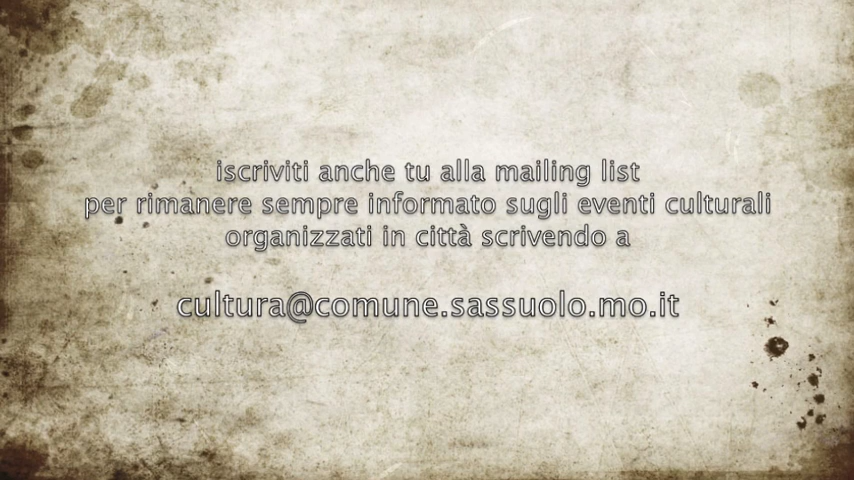 iscriviti anche tu alla mailing list
per rimanere sempre informato sugli eventi culturali
organizzati in città scrivendo a
cultura@comune.sassuolo.mo.it